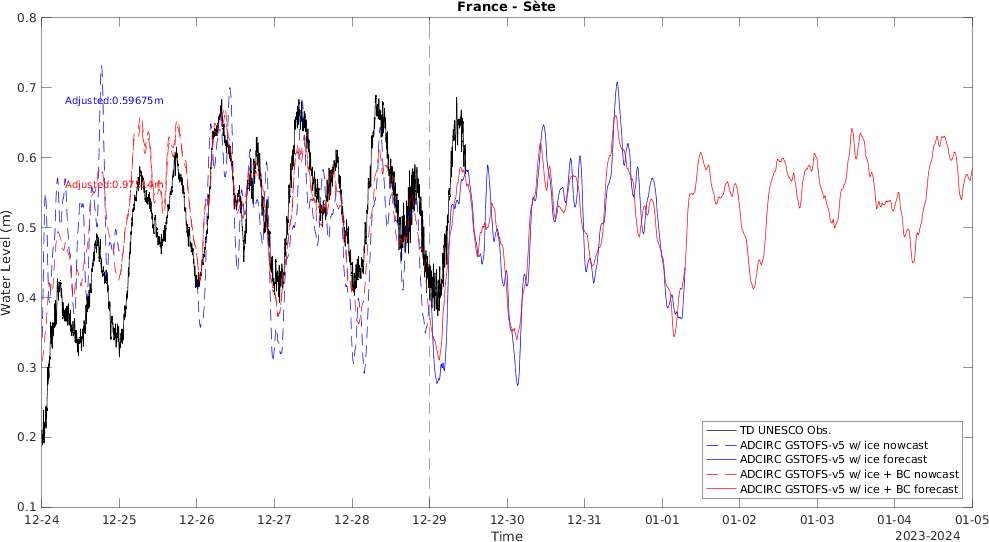 France - Sète
0.8
0.7
0.6
0.5
0.4
0.3
0.2
0.1
Water Level (m)
Adjusted:0.59675m
TD UNESCO Obs.
ADCIRC GSTOFS-v5 w/ ice nowcast
ADCIRC GSTOFS-v5 w/ ice forecast
ADCIRC GSTOFS-v5 w/ ice + BC nowcast
ADCIRC GSTOFS-v5 w/ ice + BC forecast
12-24 12-25 12-26 12-27 12-28 12-29 12-30 12-31 01-01 01-02 01-03 01-04 01-05
Time
2023-2024